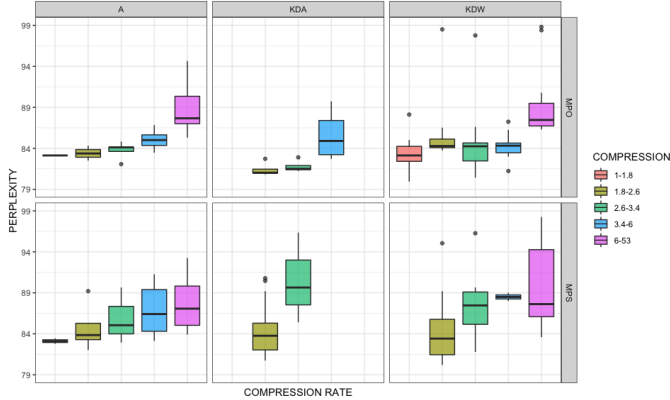 A
KDA
KDW
99
94
89
84
79
MPO
99
94
89
84
79
MPS
PERPLEXITY
COMPRESSION RATE
COMPRESSION
1-1.8
1.8-2.6
2.6-3.4
3.4-6
6-53